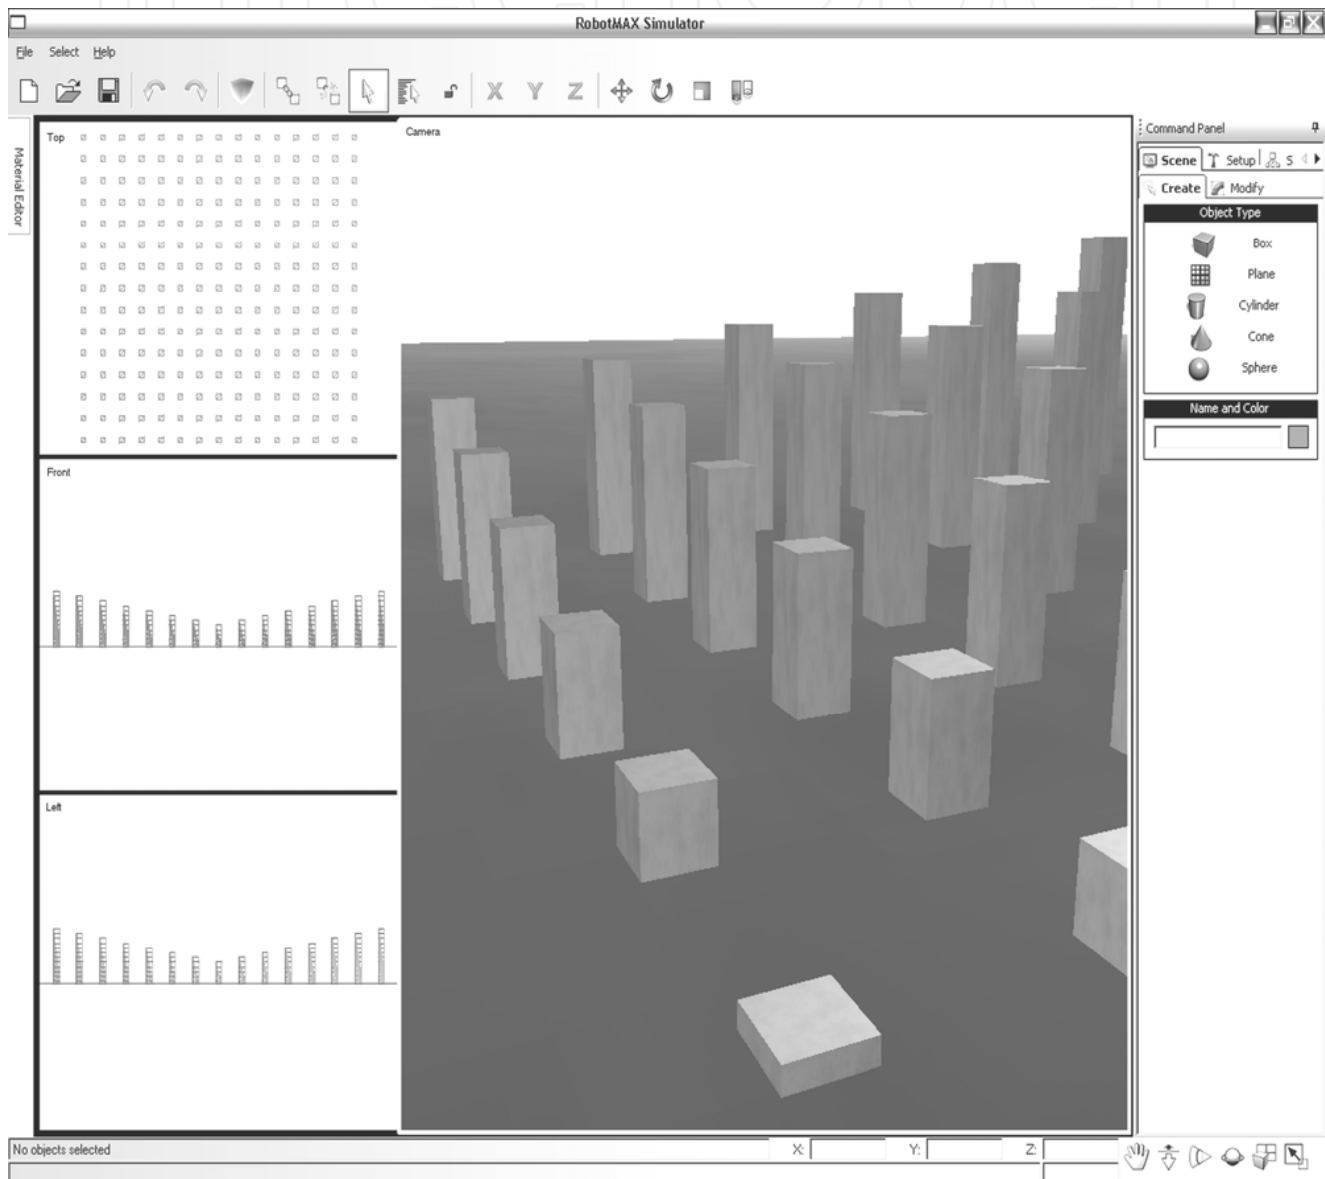 RobotMAX Simulator
File Select Help
X Y Z
Material Editor
Top
Camera
Front
Left
Command Panel
Scene Setup S
Create Modify
Object Type
Box
Plane
Cylinder
Cone
Sphere
Name and Color
No objects selected X: Y: Z: